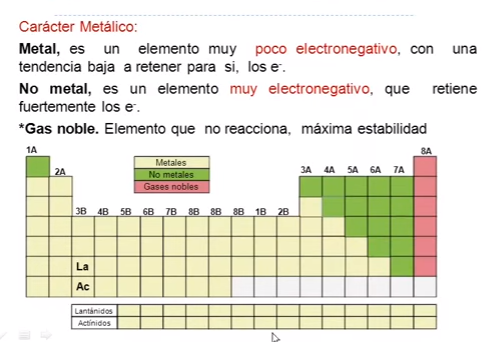 Carácter Metálico:
Metal, es un elemento muy poco electronegativo, con una
tendencia baja a retener para si, los e-.
No metal, es un elemento muy electronegativo, que retiene
fuertemente los e-.
*Gas noble. Elemento que no reacciona, máxima estabilidad
1A
8A
2A
Metales
No metales
Gases nobles
3A 4A 5A 6A 7A
3B 4B 5B 6B 7B 8B 8B 8B 1B 2B
La
Ac
Lantánidos
Actínidos